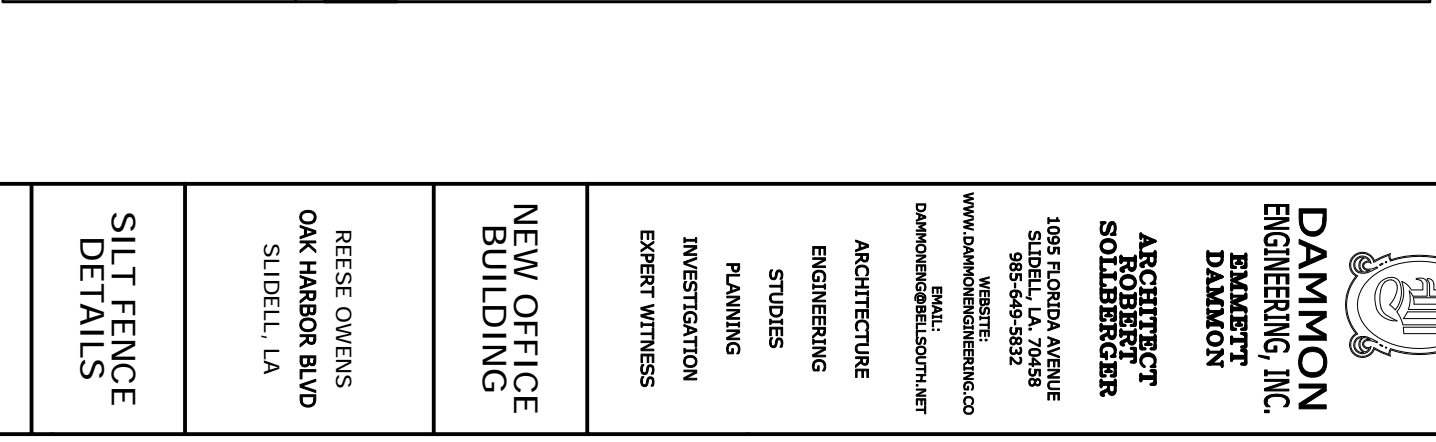 DAMMON
ENGINEERING, INC.
EMMETT
DAMMON
ARCHITECT
ROBERT
SOLLBERGER
1095 FLORIDA AVENUE
SLIDELL, LA. 70458
985-649-5832
WEBSITE:
WWW.DAMMONENGINEERING.CO
EMAIL:
DAMMONENG@BELLSOUTH.NET
ARCHITECTURE
ENGINEERING
STUDIES
PLANNING
INVESTIGATION
EXPERT WITNESS
NEW OFFICE
BUILDING
REESE OWENS
OAK HARBOR BLVD
SLIDELL, LA
SILT FENCE
DETAILS